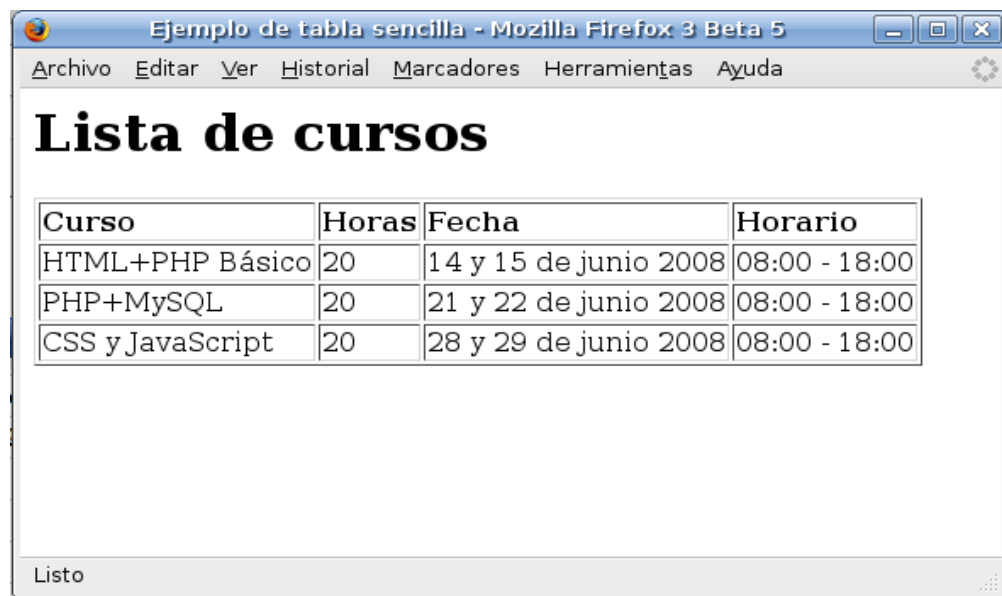 Ejemplo de tabla sencilla - Mozilla Firefox 3 Beta 5
Archivo Editar Ver Historial Marcadores Herramientas Ayuda
Lista de cursos
Curso Horas Fecha Horario
HTML+PHP Básico 20 14 y 15 de junio 2008 08:00 - 18:00
PHP+MySQL 20 21 y 22 de junio 2008 08:00 - 18:00
CSS y JavaScript 20 28 y 29 de junio 2008 08:00 - 18:00
Listo